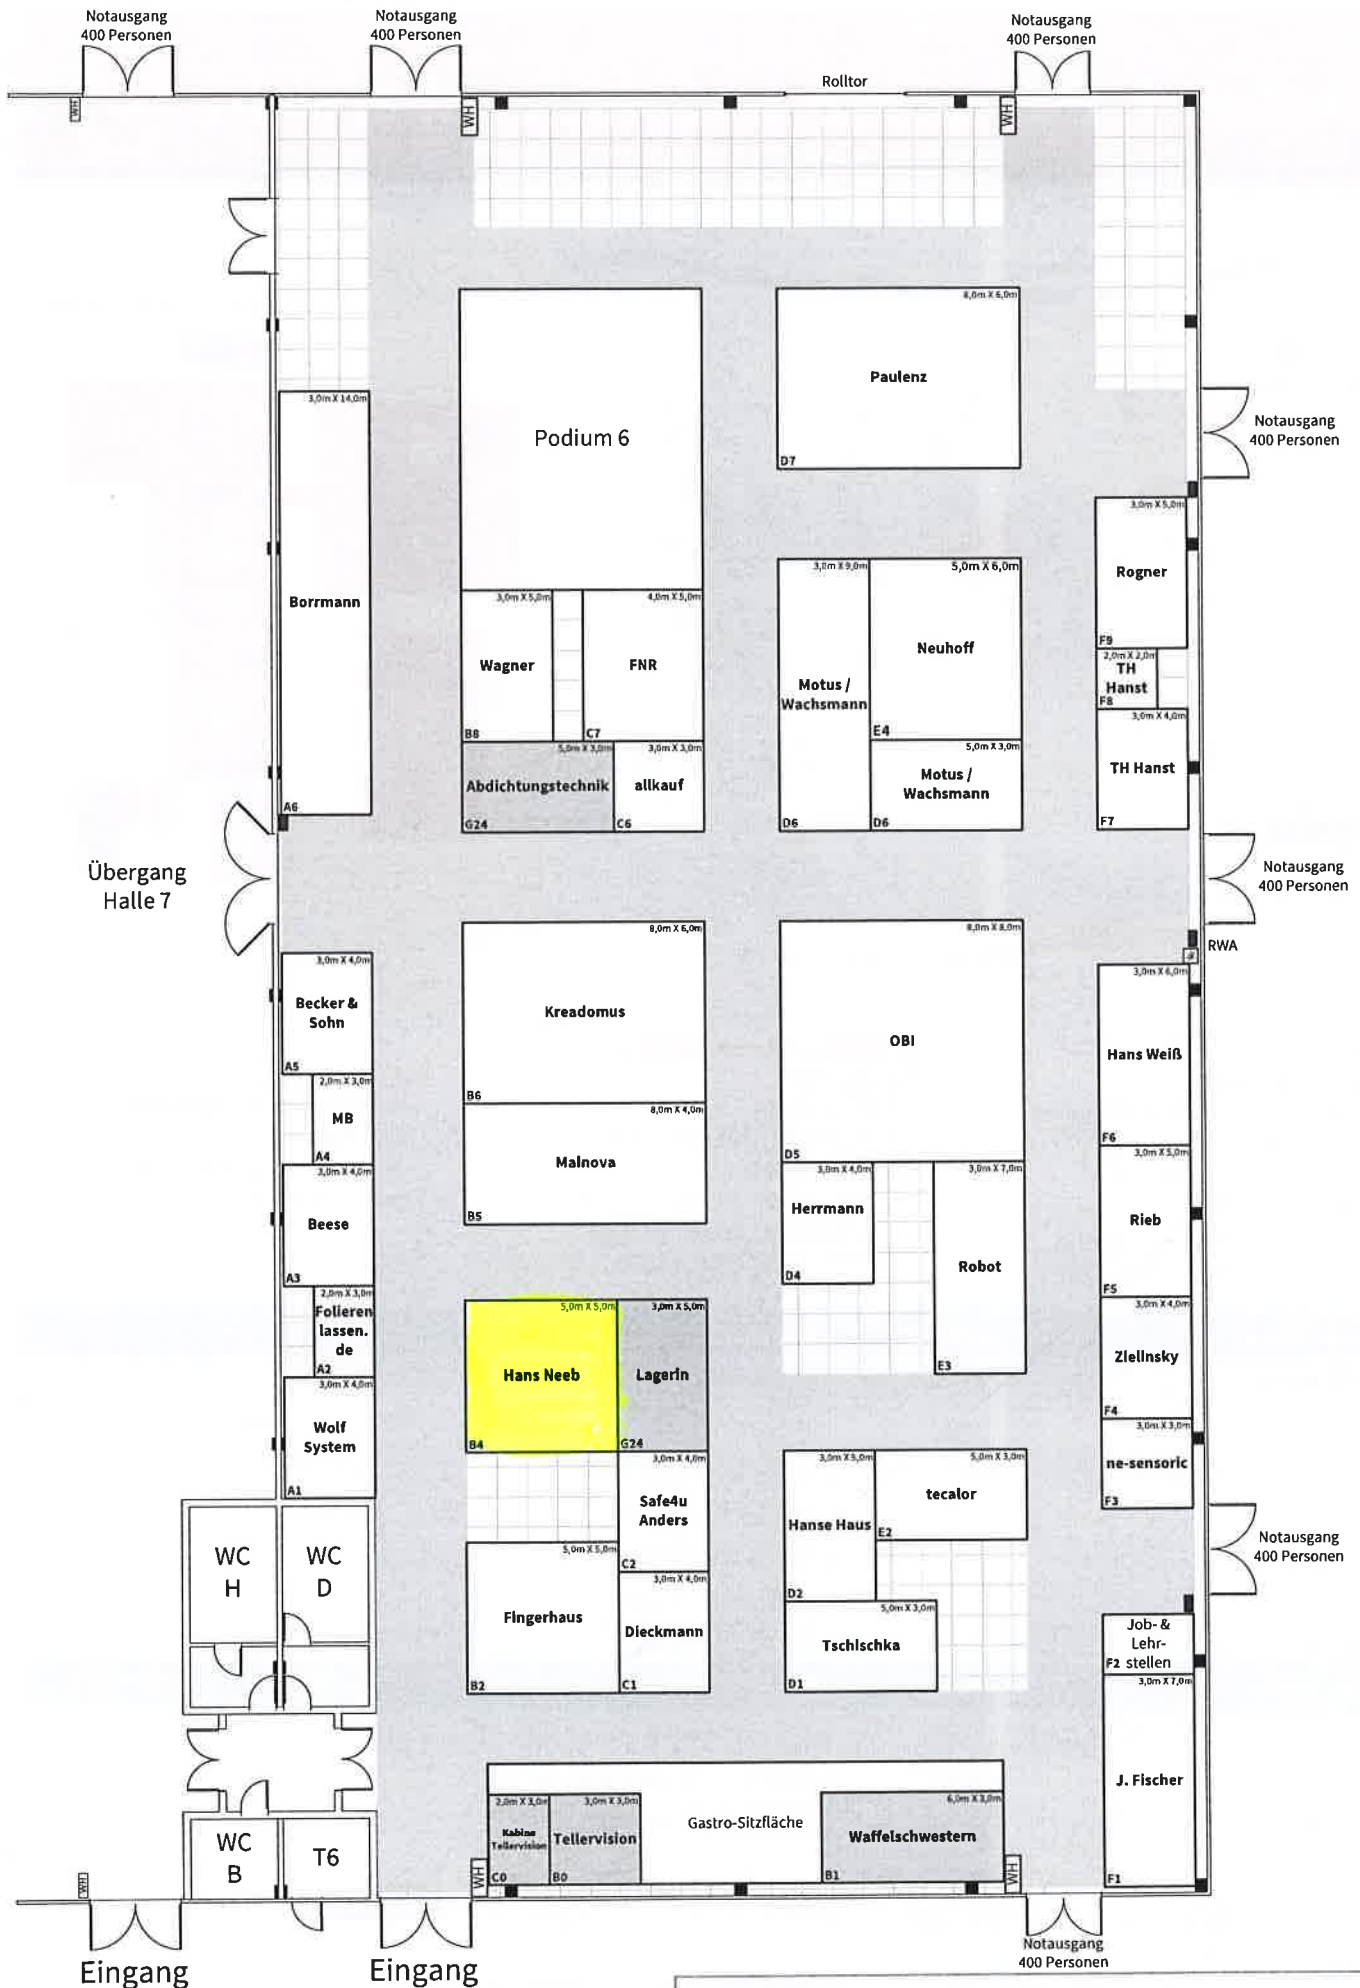 Notausgang
400 Personen
Notausgang
400 Personen
Notausgang
400 Personen
Rolltor
WH
WH
WH
8,0m X 6,0m
Paulenz
D7
Podium 6
3,0m X 14,0m
Borrmann
A6
Notausgang
400 Personen
3,0m X 5,0m
Rogner
F9
2,0m X 2,0m
TH
Hanst
F8
3,0m X 4,0m
TH Hanst
F7
3,0m X 5,0m
Wagner
B8
4,0m X 5,0m
FNR
C7
5,0m X 3,0m
Abdichtungstechnik
G24
3,0m X 3,0m
allkauf
C6
3,0m X 9,0m
Motus /
Wachsmann
D6
5,0m X 6,0m
Neuhoff
E4
5,0m X 3,0m
Motus /
Wachsmann
D6
Übergang
Halle 7
Notausgang
400 Personen
RWA
3,0m X 4,0m
Becker &
Sohn
A5
2,0m X 3,0m
MB
A4
3,0m X 4,0m
Beese
A3
2,0m X 3,0m
Folieren
lassen.
de
A2
3,0m X 4,0m
Wolf
System
A1
8,0m X 6,0m
Kreadomus
B6
8,0m X 4,0m
Mainova
B5
8,0m X 8,0m
OBI
D5
3,0m X 4,0m
Herrmann
D4
3,0m X 7,0m
Robot
E3
3,0m X 6,0m
Hans Weiß
F6
3,0m X 5,0m
Rieb
F5
3,0m X 4,0m
Zielinsky
F4
3,0m X 3,0m
ne-sensoric
F3
5,0m X 5,0m
Hans Neeb
B4
3,0m X 5,0m
Lagerin
G24
3,0m X 4,0m
Safe4u
Anders
C2
5,0m X 5,0m
Fingerhaus
B2
3,0m X 4,0m
Dieckmann
C1
3,0m X 5,0m
Hanse Haus
D2
5,0m X 3,0m
tecalor
E2
5,0m X 3,0m
Tschischka
D1
Notausgang
400 Personen
Job- &
Lehr-
F2 stellen
3,0m X 7,0m
J. Fischer
F1
WC
H
WC
D
WC
B
T6
2,0m X 3,0m
Kabine
Tellervision
C0
3,0m X 3,0m
Tellervision
B0
Gastro-Sitzfläche
6,0m X 3,0m
Waffelschwestern
B1
WH
WH
WH
Eingang
Eingang
Notausgang
400 Personen